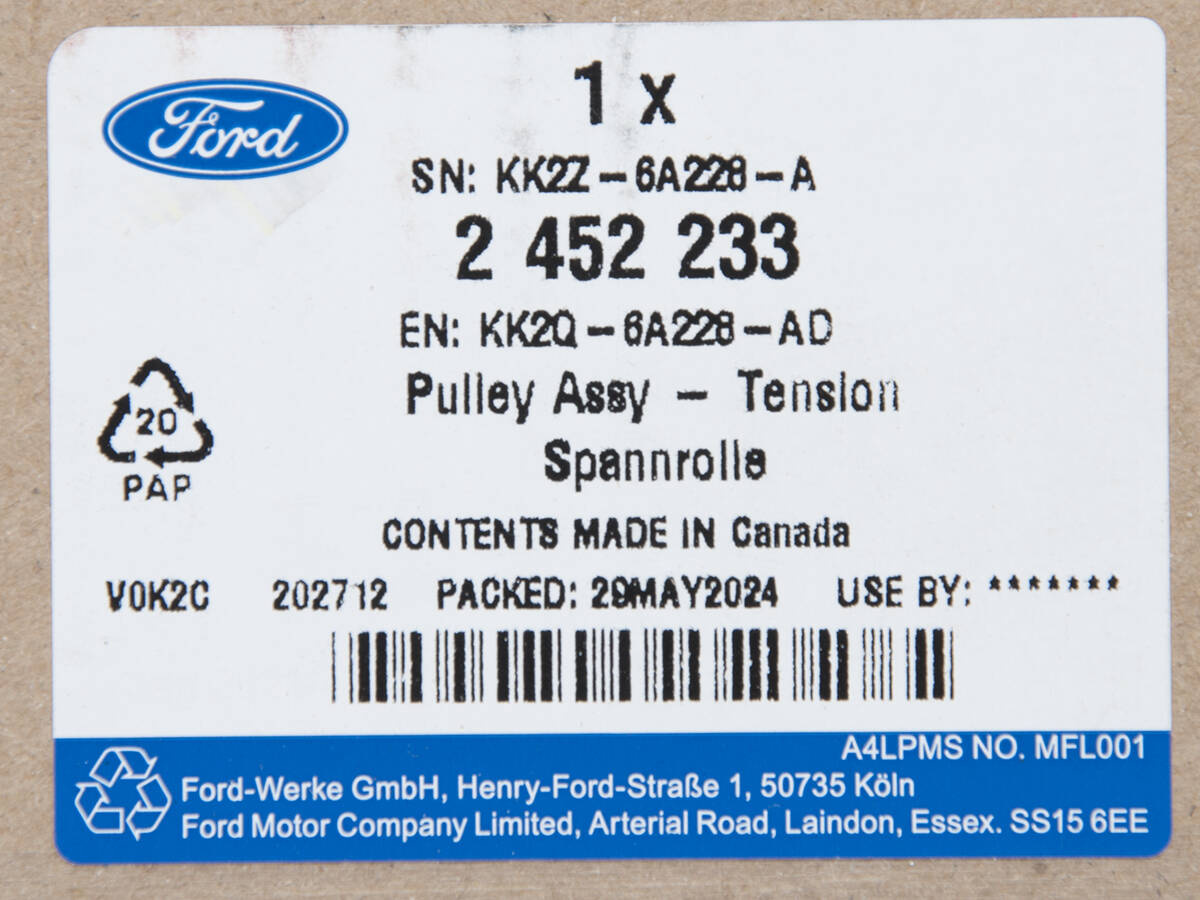 Ford
1 x
SN: KK2Z-6A228-A
2 452 233
EN: KK2Q-6A228-AD
Pulley Assy - Tension
Spannrolle
20
PAP
CONTENTS MADE IN Canada
V0K2C 202712 PACKED: 29MAY2024 USE BY: *******
A4LPMS NO. MFL001
Ford-Werke GmbH, Henry-Ford-Straße 1, 50735 Köln
Ford Motor Company Limited, Arterial Road, Laindon, Essex. SS15 6EE